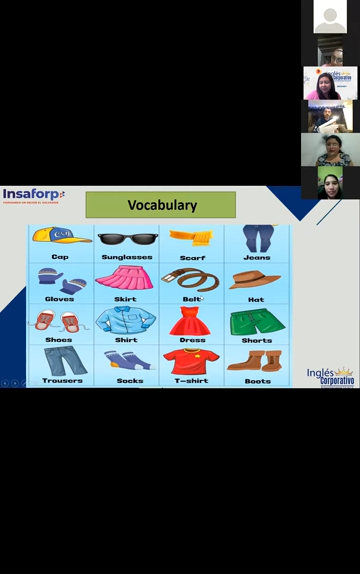 Insaforp
Vocabulary
Cap Sunglasses Scarf Jeans
Gloves Skirt Belt Hat
Shoes Shirt Dress Shorts
Trousers Socks T-shirt Boots
Inglés
Corporativo